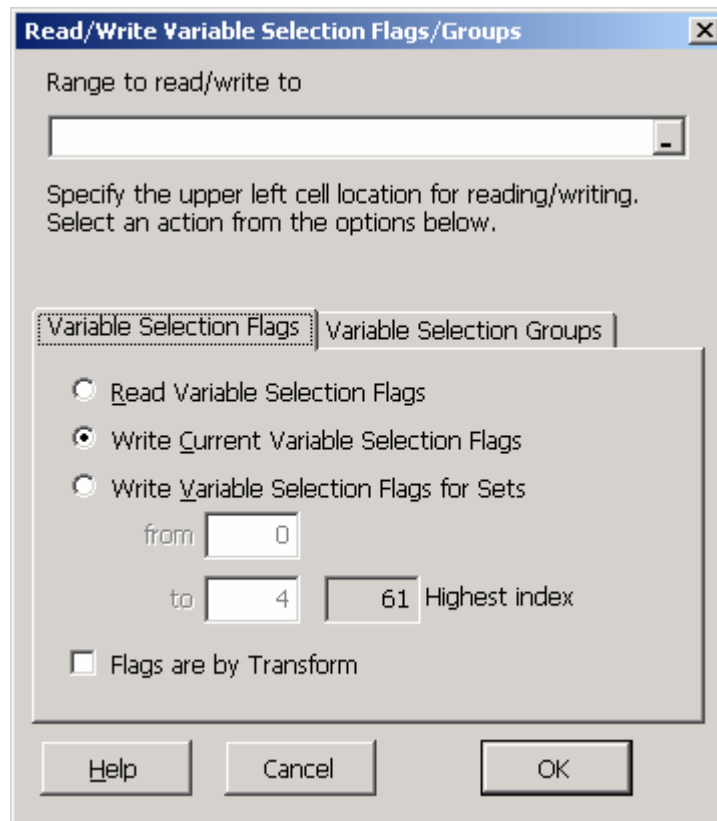 Read/Write Variable Selection Flags/Groups
Range to read/write to
Specify the upper left cell location for reading/writing.
Select an action from the options below.
Variable Selection Flags Variable Selection Groups
Read Variable Selection Flags
Write Current Variable Selection Flags
Write Variable Selection Flags for Sets
from 0
to 4 61 Highest index
Flags are by Transform
Help Cancel OK